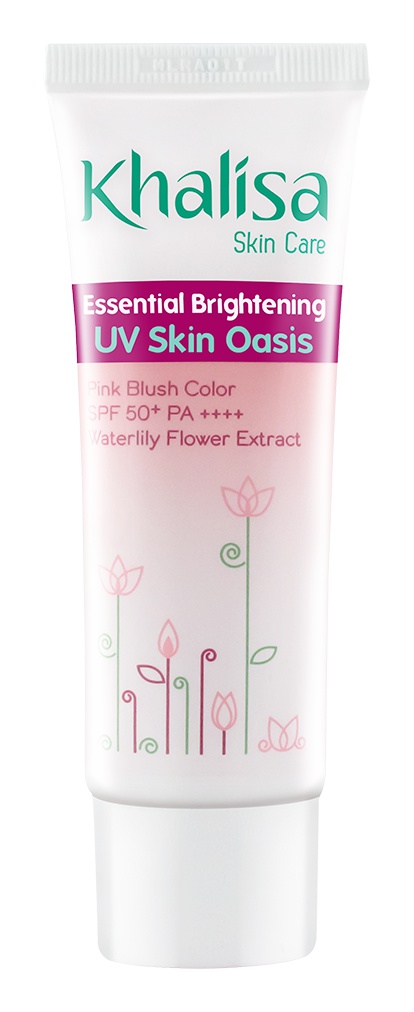 Khalisa
Skin Care
Essential Brightening
UV Skin Oasis
Pink Blush Color
SPF 50⁺ PA ++++
Waterlily Flower Extract